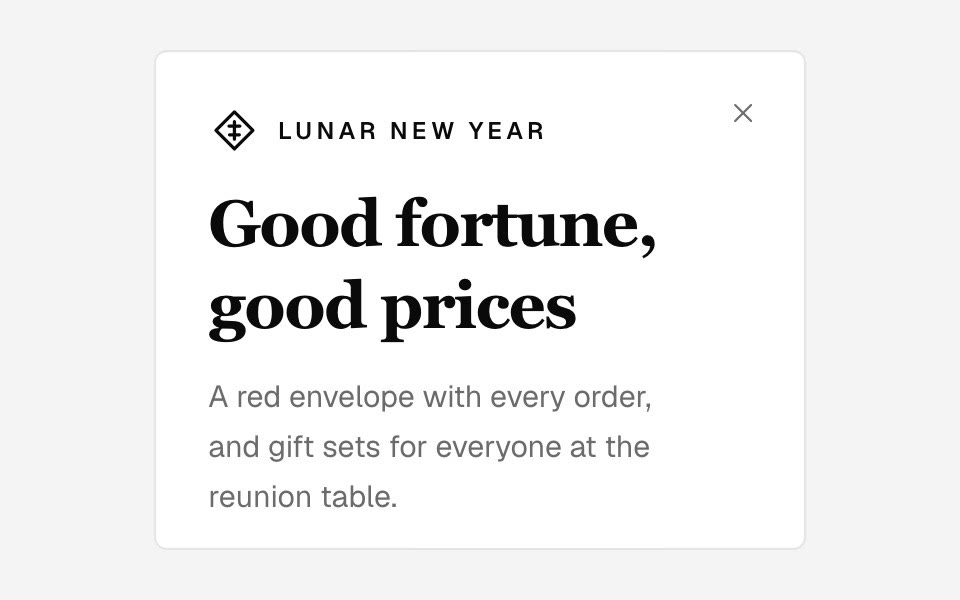 LUNAR NEW YEAR
Good fortune,
good prices
A red envelope with every order,
and gift sets for everyone at the
reunion table.